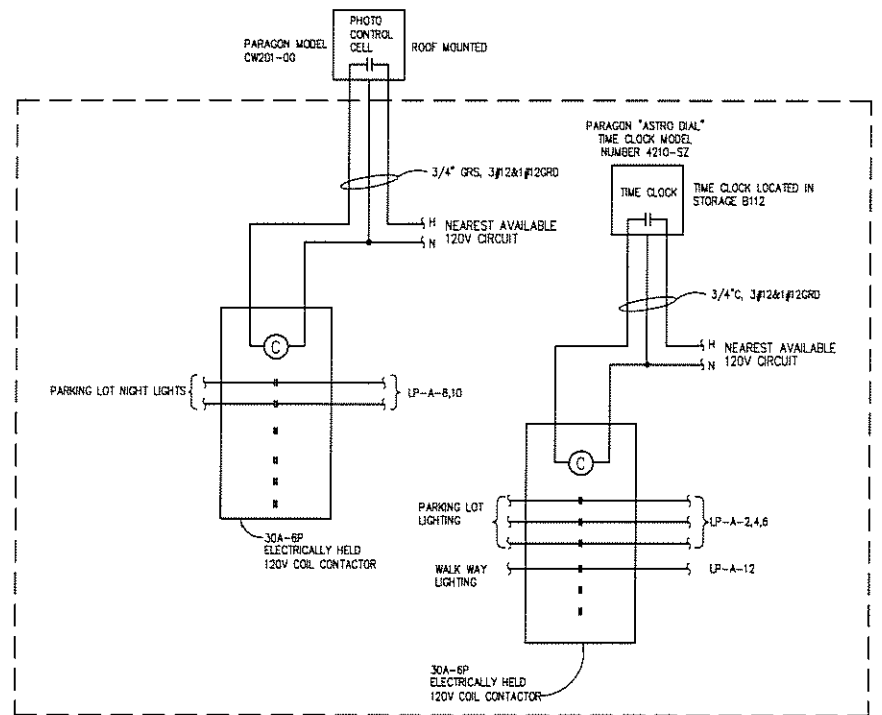 PHOTO
CONTROL
CELL
PARAGON MODEL
CW201-00
ROOF MOUNTED
3/4" GRS, 3#12&1#12GRD
H
N
NEAREST AVAILABLE
120V CIRCUIT
C
PARKING LOT NIGHT LIGHTS
LP-A-8,10
30A-6P
ELECTRICALLY HELD
120V COIL CONTACTOR
PARAGON "ASTRO DIAL"
TIME CLOCK MODEL
NUMBER 4210-SZ
TIME CLOCK
TIME CLOCK LOCATED IN
STORAGE B112
3/4"C, 3#12&1#12GRD
H
N
NEAREST AVAILABLE
120V CIRCUIT
C
PARKING LOT
LIGHTING
LP-A-2,4,6
WALK WAY
LIGHTING
LP-A-12
30A-6P
ELECTRICALLY HELD
120V COIL CONTACTOR